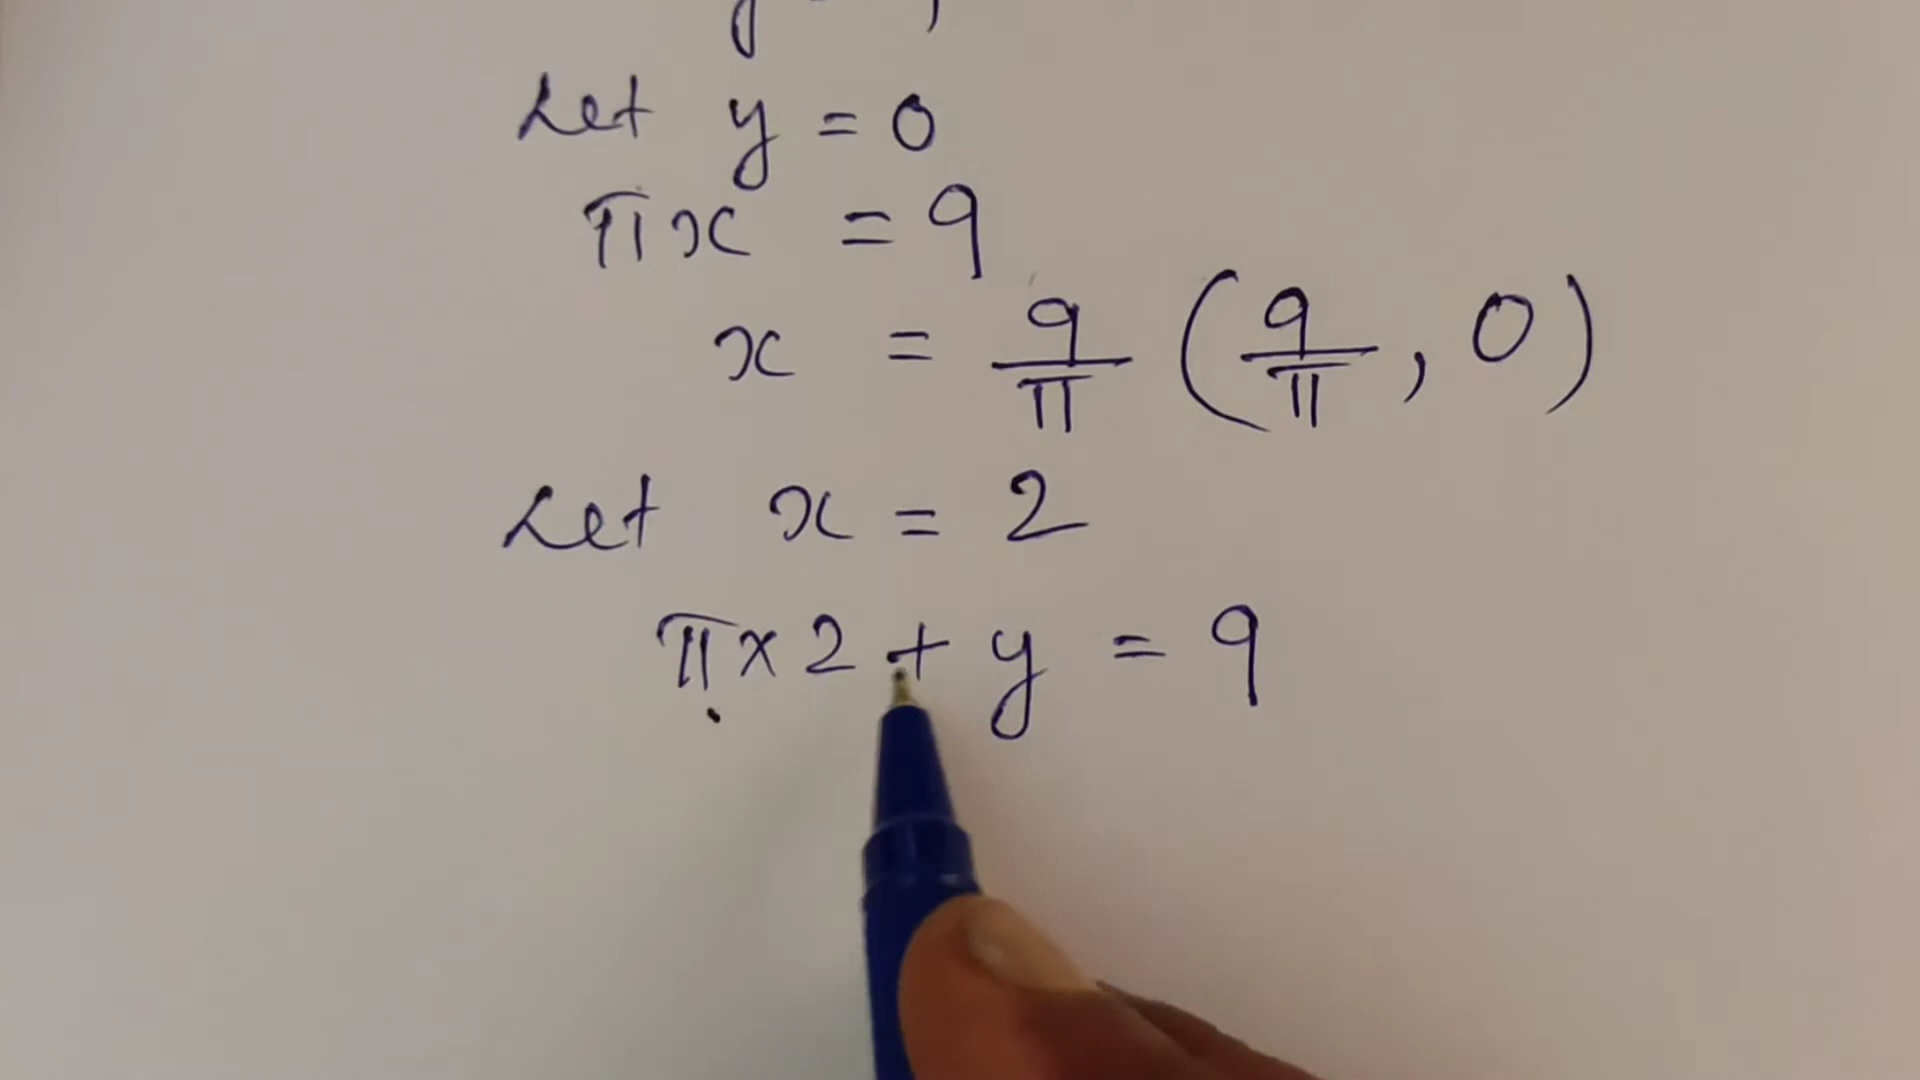 Let y = 0
πx = 9
x = 9/π (9/π, 0)
Let x = 2
π × 2 + y = 9